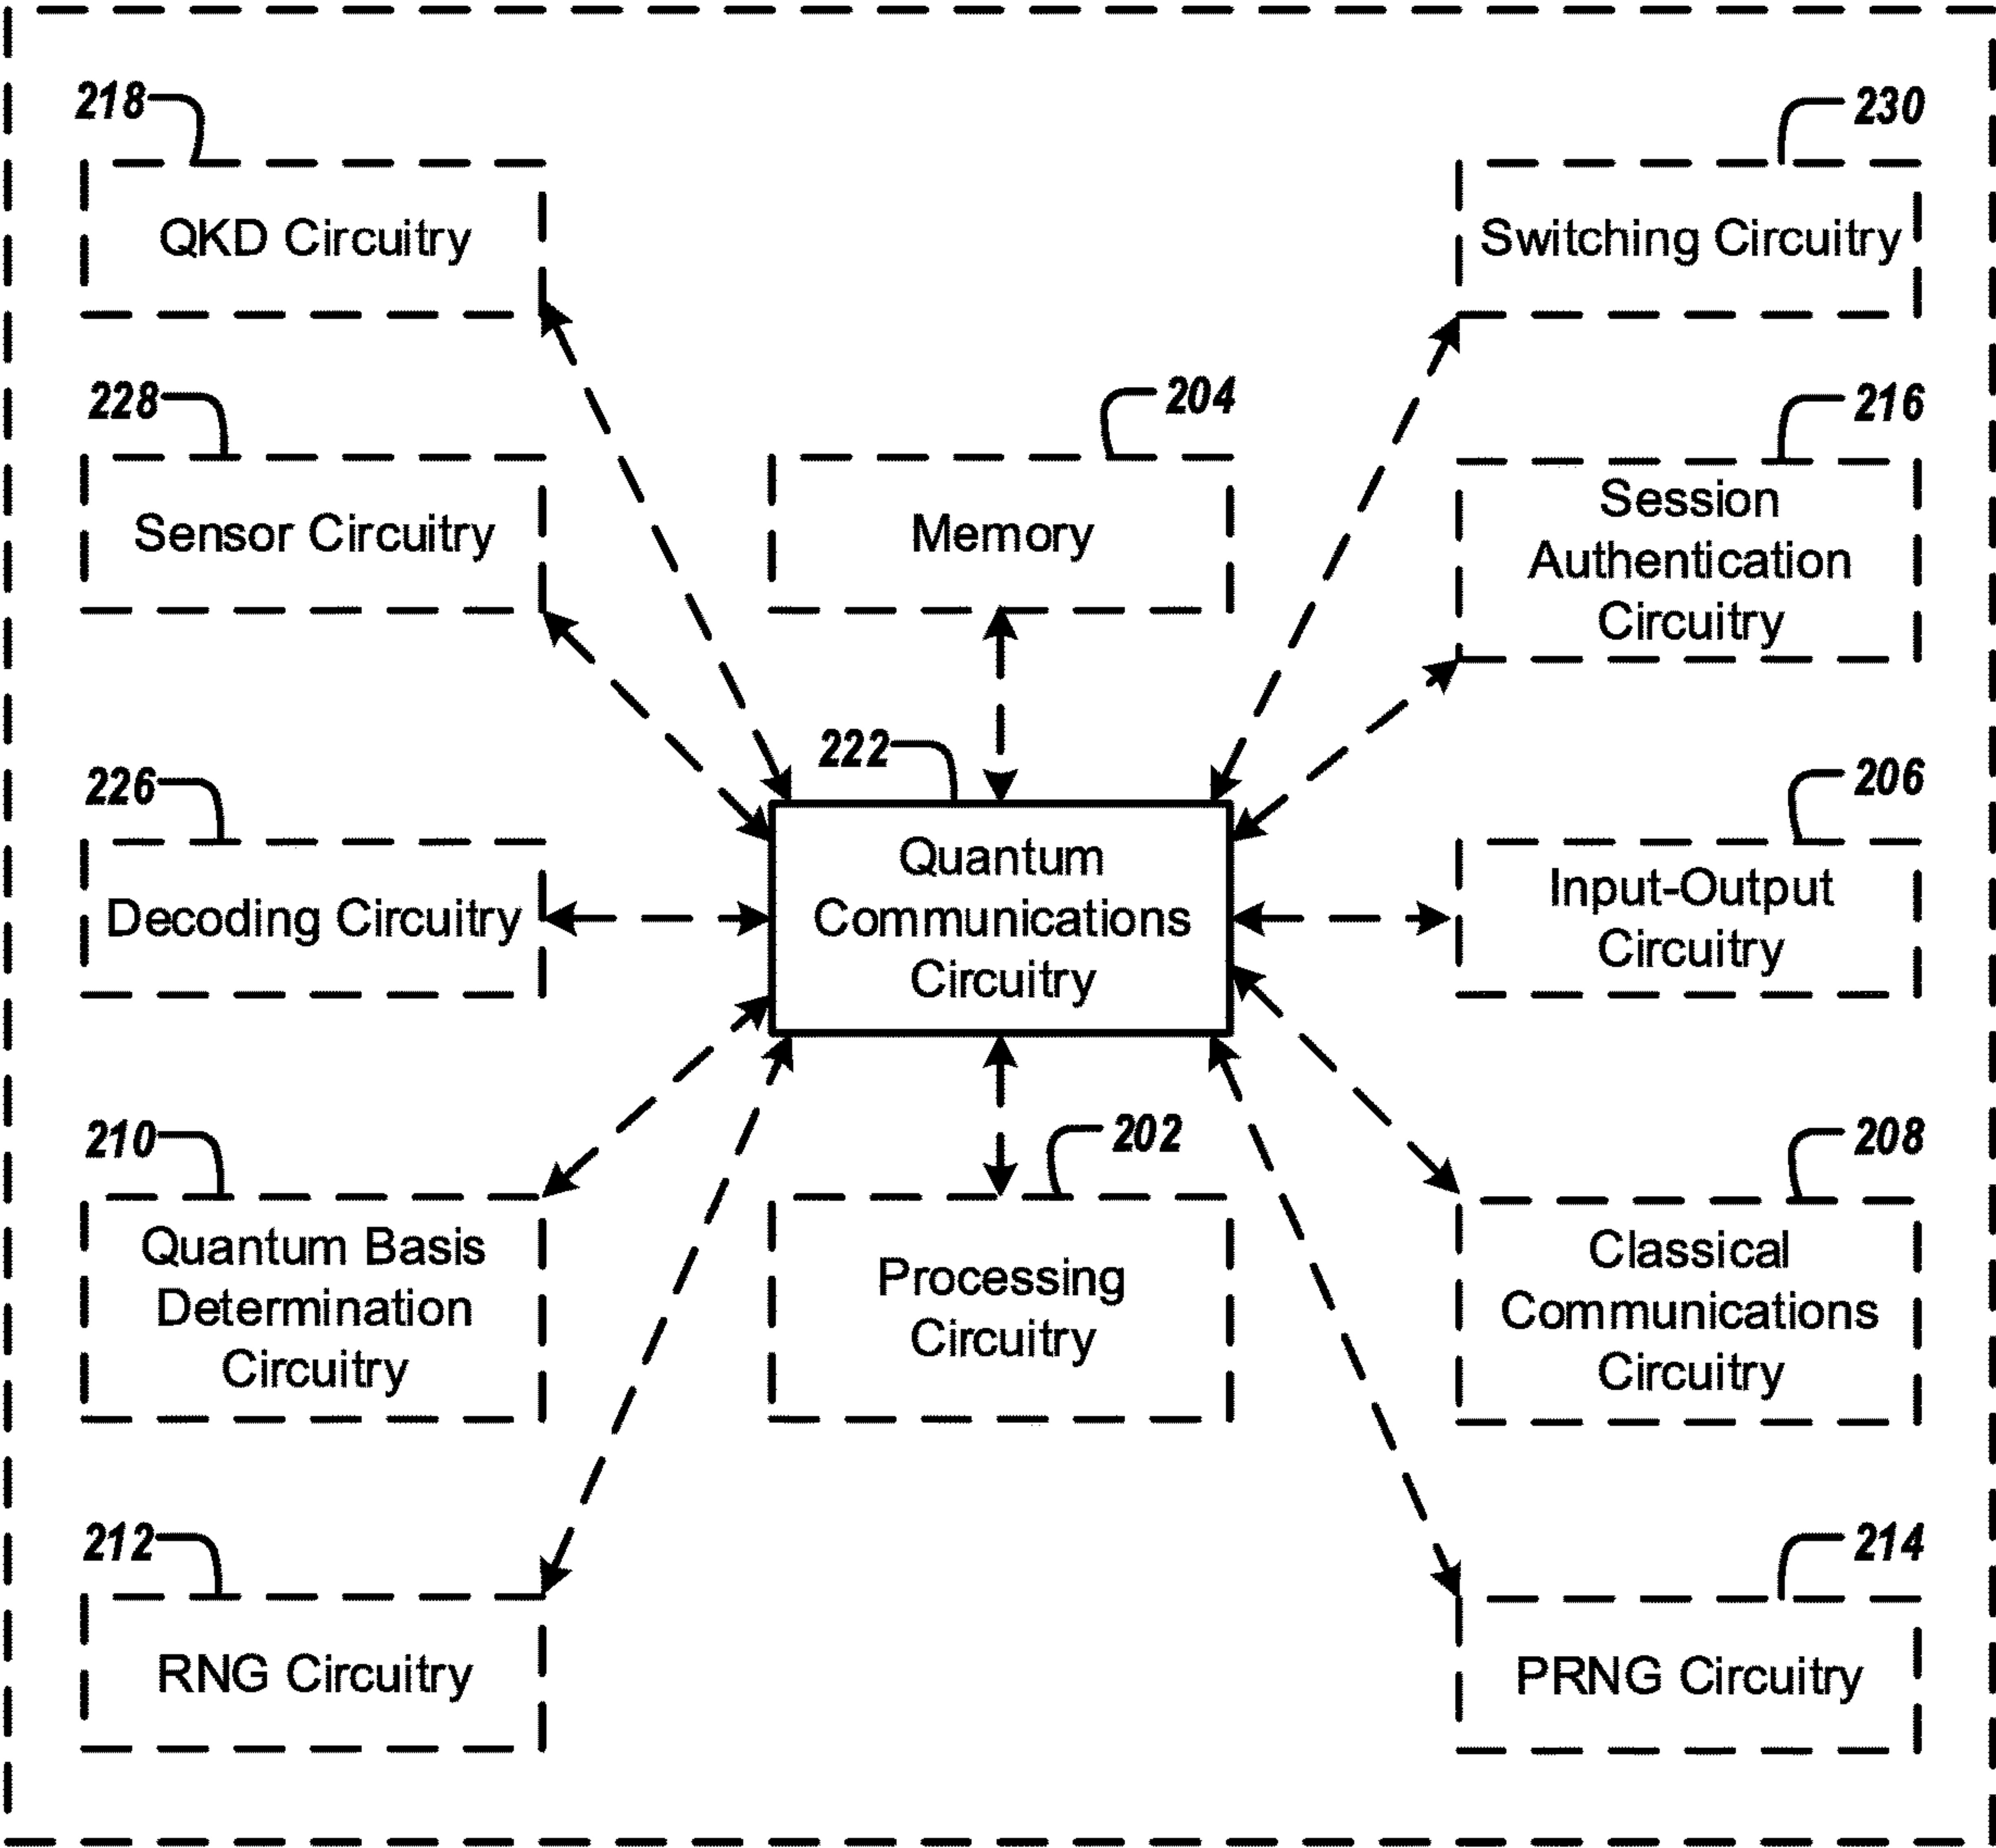 218
QKD Circuitry
230
Switching Circuitry
228
Sensor Circuitry
204
Memory
216
Session
Authentication
Circuitry
226
Decoding Circuitry
222
Quantum
Communications
Circuitry
206
Input-Output
Circuitry
210
Quantum Basis
Determination
Circuitry
202
Processing
Circuitry
208
Classical
Communications
Circuitry
212
RNG Circuitry
214
PRNG Circuitry